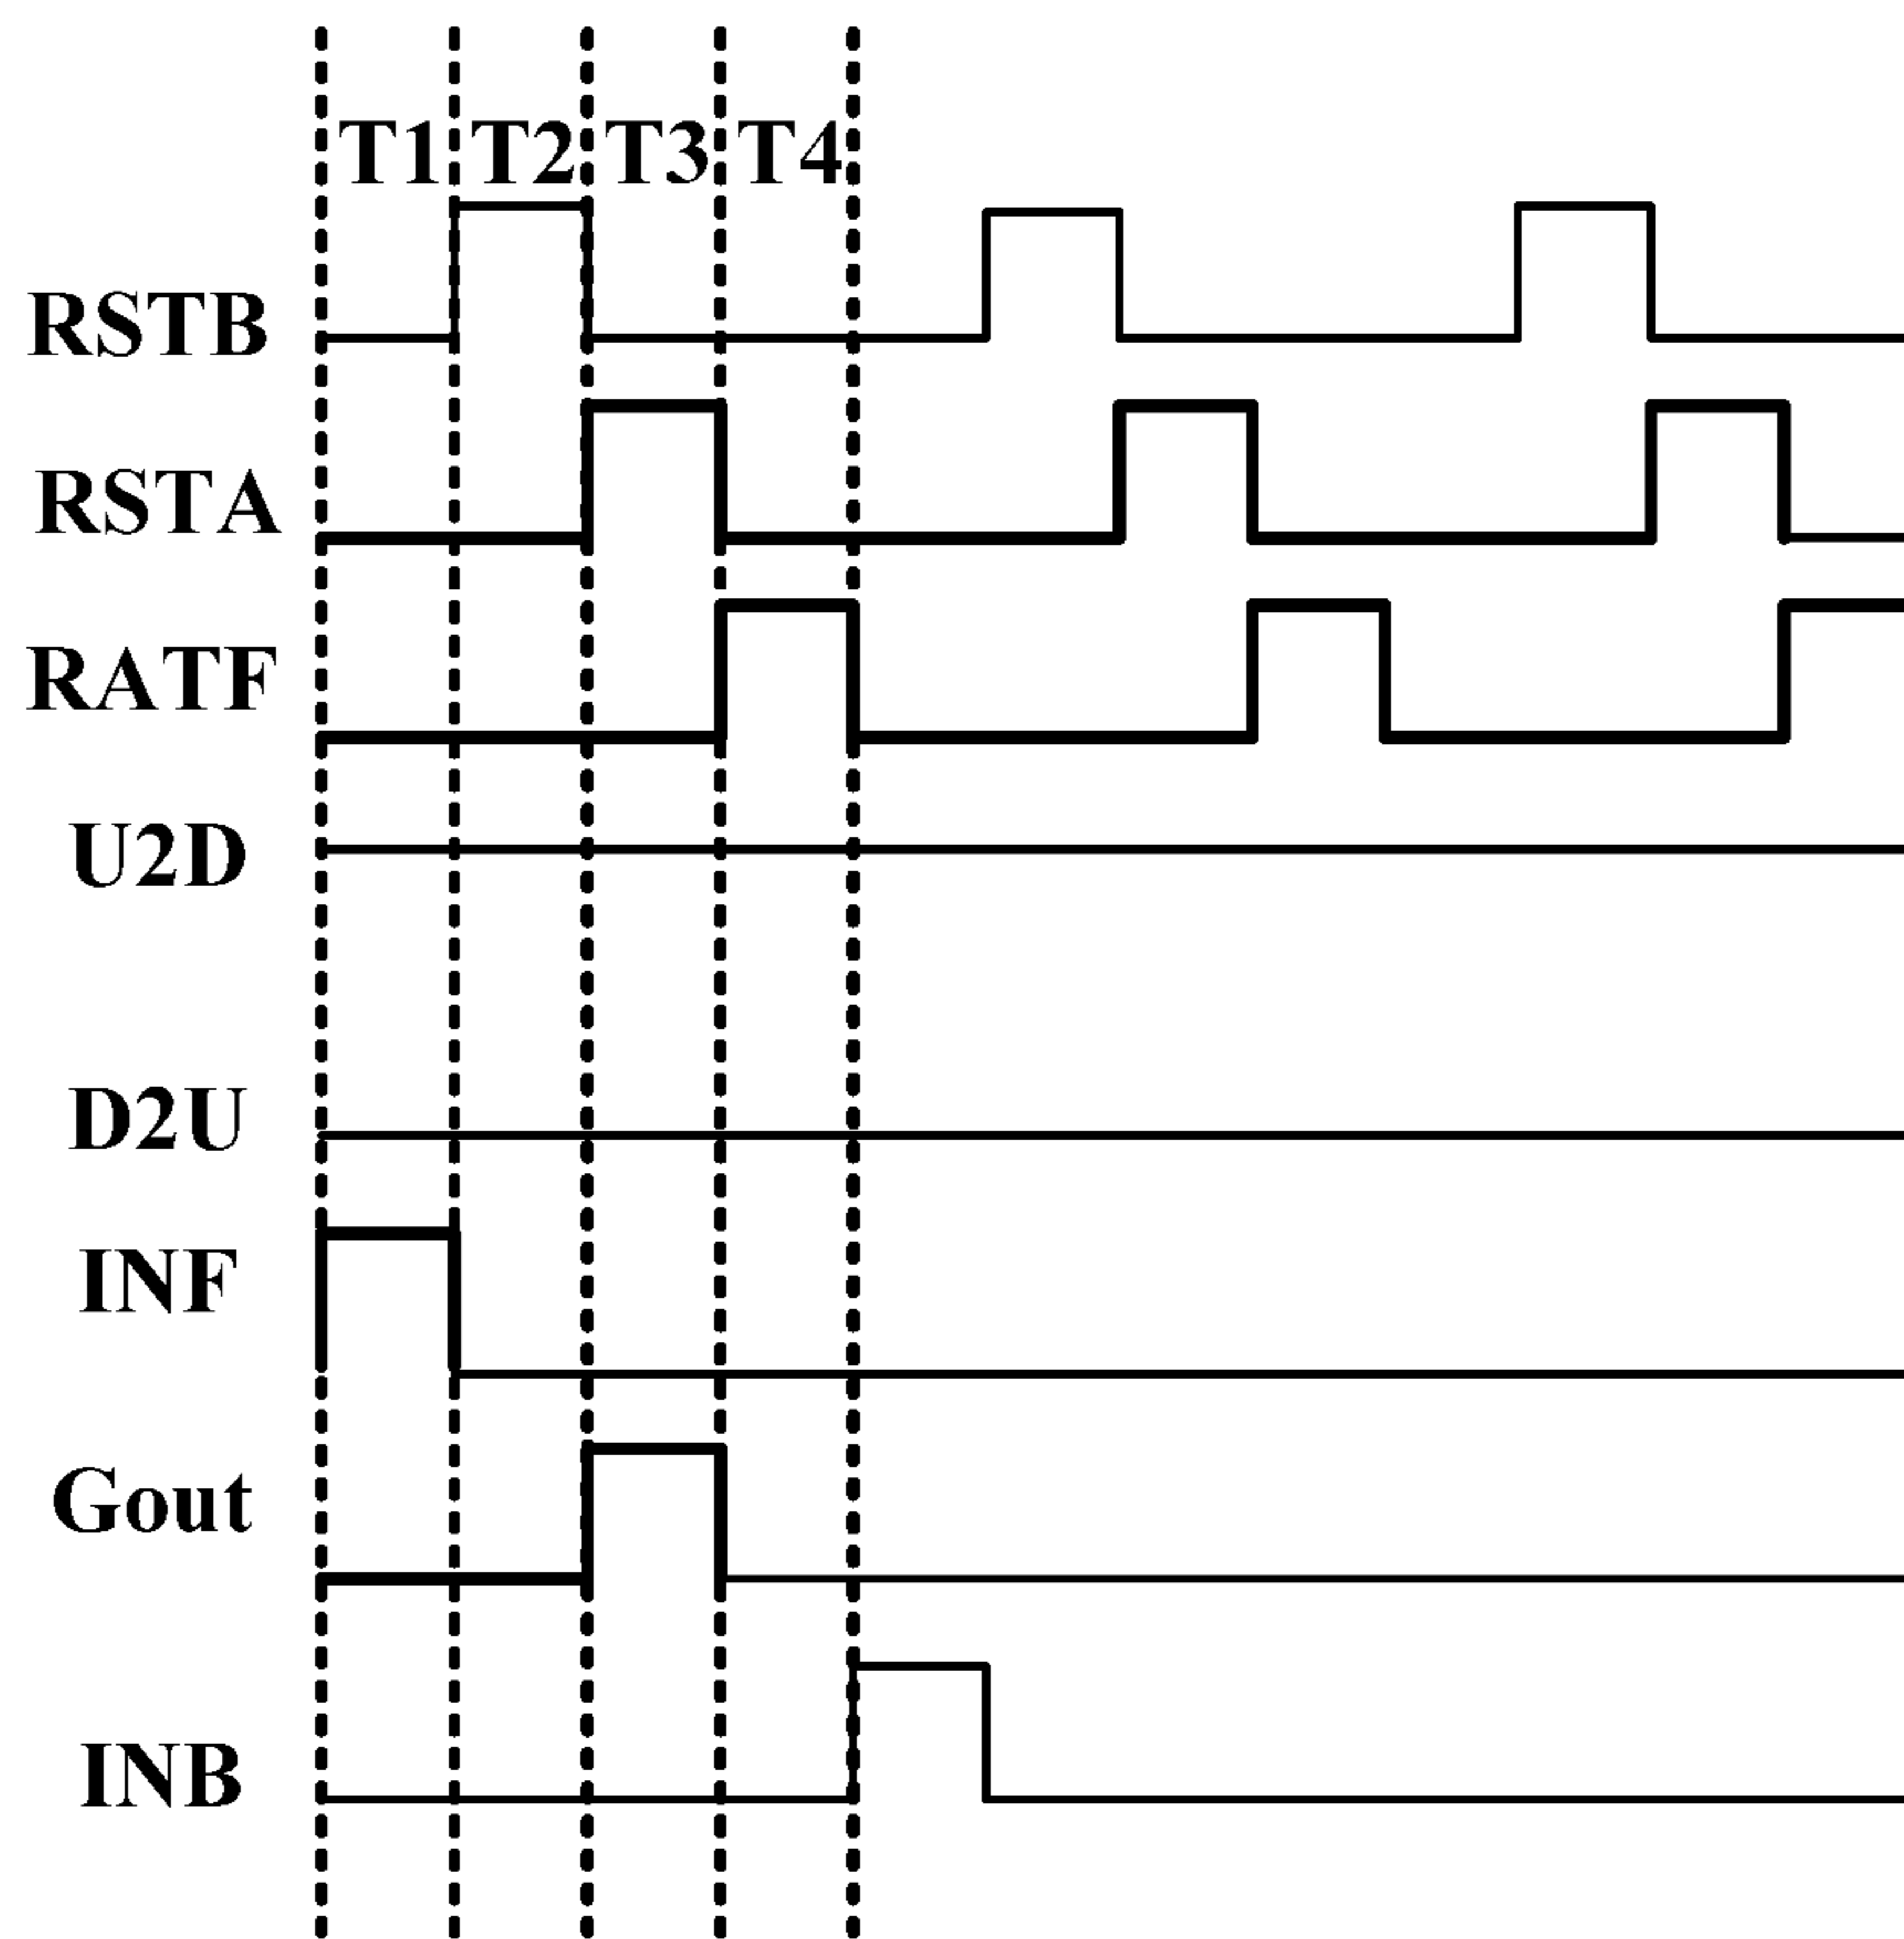 T1 T2 T3 T4
RSTB
RSTA
RATF
U2D
D2U
INF
Gout
INB